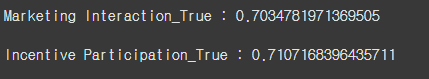 Marketing Interaction_True : 0.7034781971369505
Incentive Participation_True : 0.7107168396435711